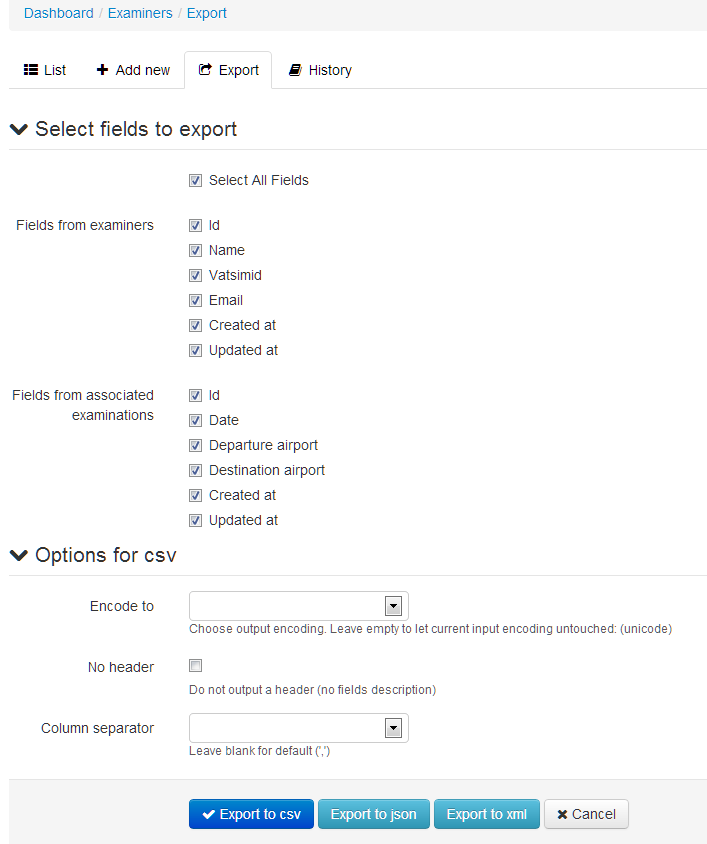 Dashboard / Examiners / Export
List Add new Export History
Select fields to export
Select All Fields
Fields from examiners
Id
Name
Vatsimid
Email
Created at
Updated at
Fields from associated
examinations
Id
Date
Departure airport
Destination airport
Created at
Updated at
Options for csv
Encode to
Choose output encoding. Leave empty to let current input encoding untouched: (unicode)
No header
Do not output a header (no fields description)
Column separator
Leave blank for default (',')
Export to csv Export to json Export to xml Cancel